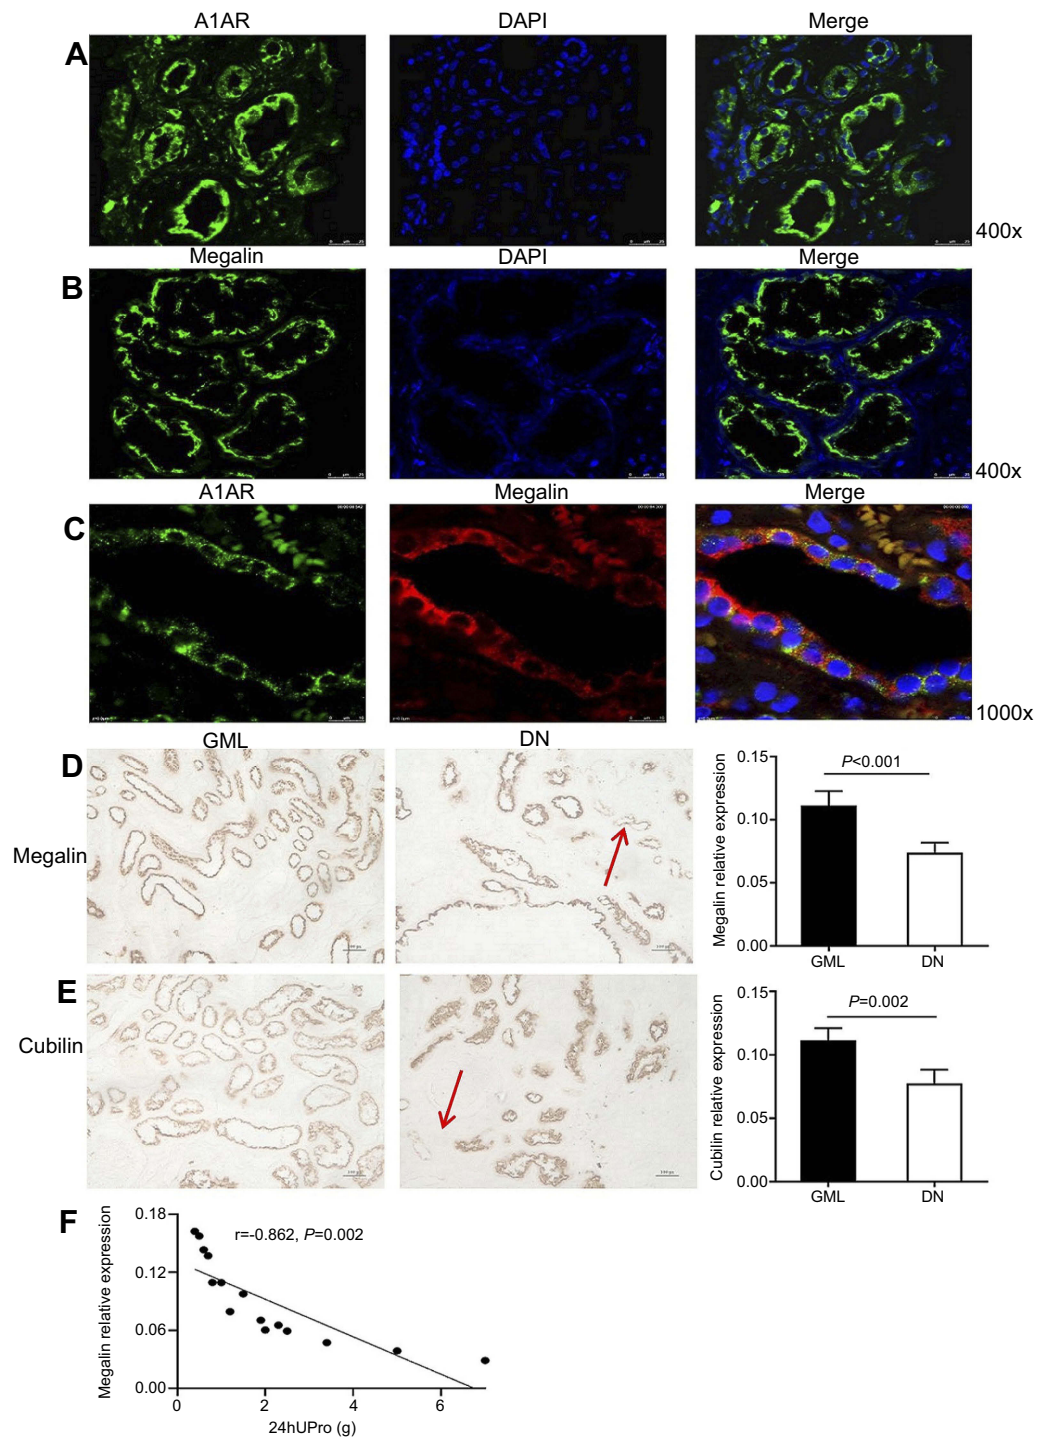 A1AR DAPI Merge
A
400x
Megalin DAPI Merge
B
400x
A1AR Megalin Merge
C
1000x
GML DN
D
Megalin
Megalin relative expression
0.15
0.10
0.05
0.00
P<0.001
GML DN
E
Cubilin
Cubilin relative expression
0.15
0.10
0.05
0.00
P=0.002
GML DN
F
Megalin relative expression
0.18
0.12
0.06
0.00
r=-0.862, P=0.002
0 2 4 6
24hUPro (g)